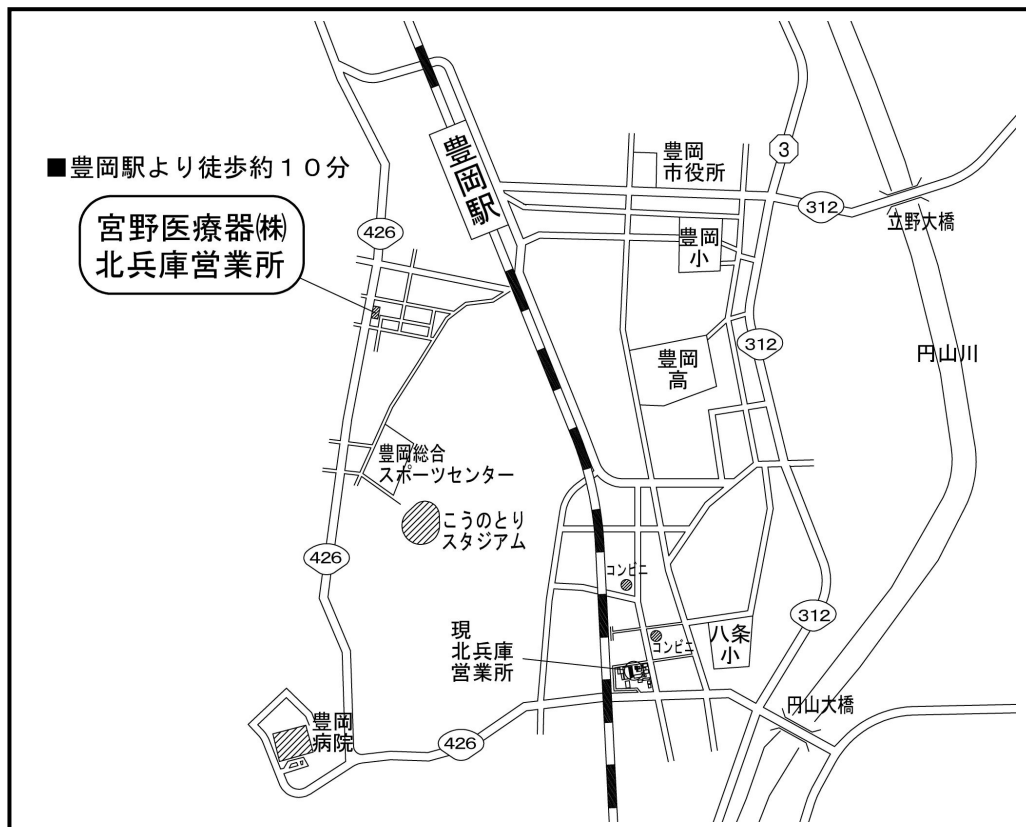 ■豊岡駅より徒歩約１０分
宮野医療器㈱
北兵庫営業所
豊岡駅
豊岡
市役所
3
312
立野大橋
426
豊岡
小
312
円山川
豊岡
高
豊岡総合
スポーツセンター
こうのとり
スタジアム
426
コンビニ
312
現
北兵庫
営業所
コンビニ
八条
小
円山大橋
豊岡
病院
426